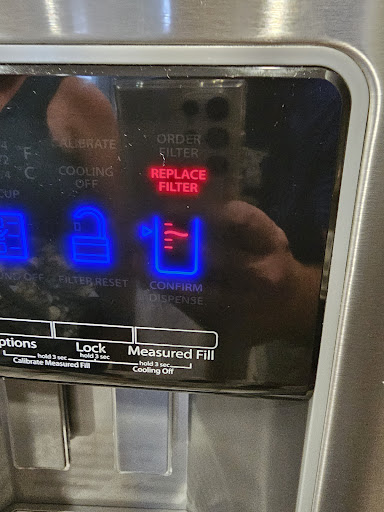 CALIBRATE
ORDER
FILTER
F
C
COOLING
OFF
REPLACE
FILTER
CUP
FILTER RESET
CONFIRM
DISPENSE
ptions
Lock
Measured Fill
hold 3 sec
hold 3 sec
hold 3 sec
Calibrate Measured Fill
Cooling Off